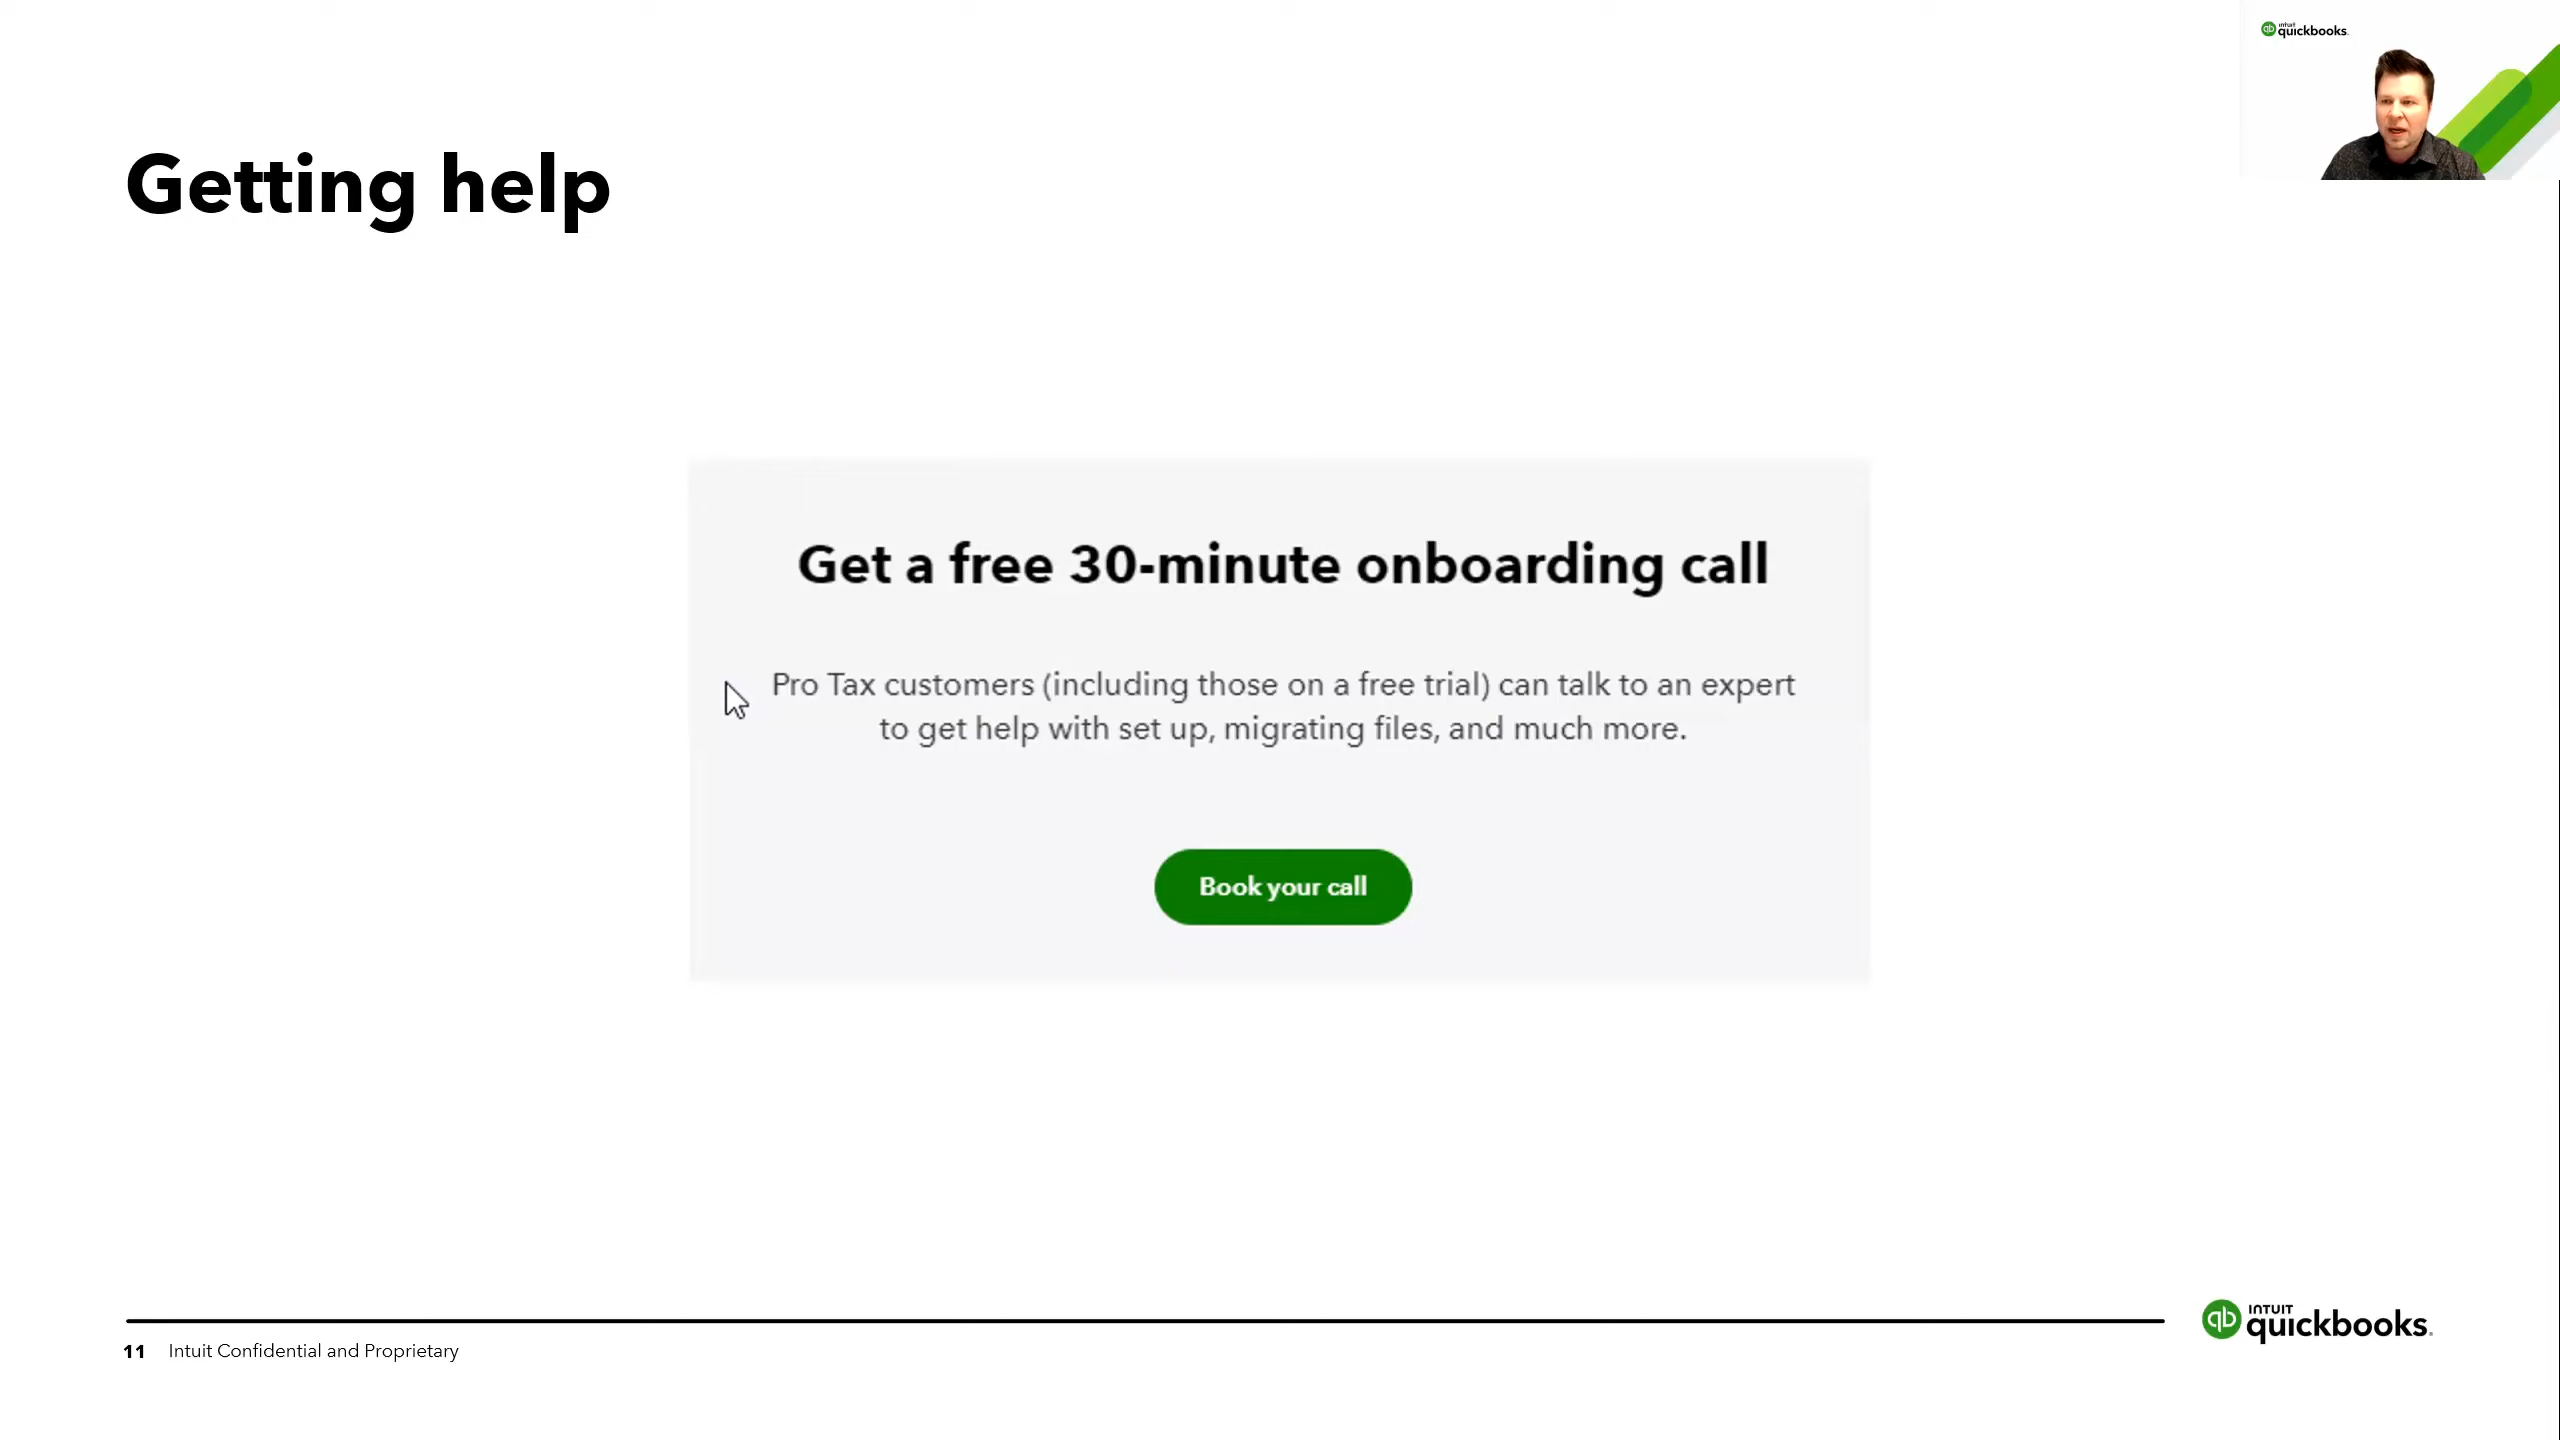 intuit
quickbooks.
Getting help
Get a free 30-minute onboarding call
Pro Tax customers (including those on a free trial) can talk to an expert
to get help with set up, migrating files, and much more.
Book your call
qb INTUIT
quickbooks.
11 Intuit Confidential and Proprietary